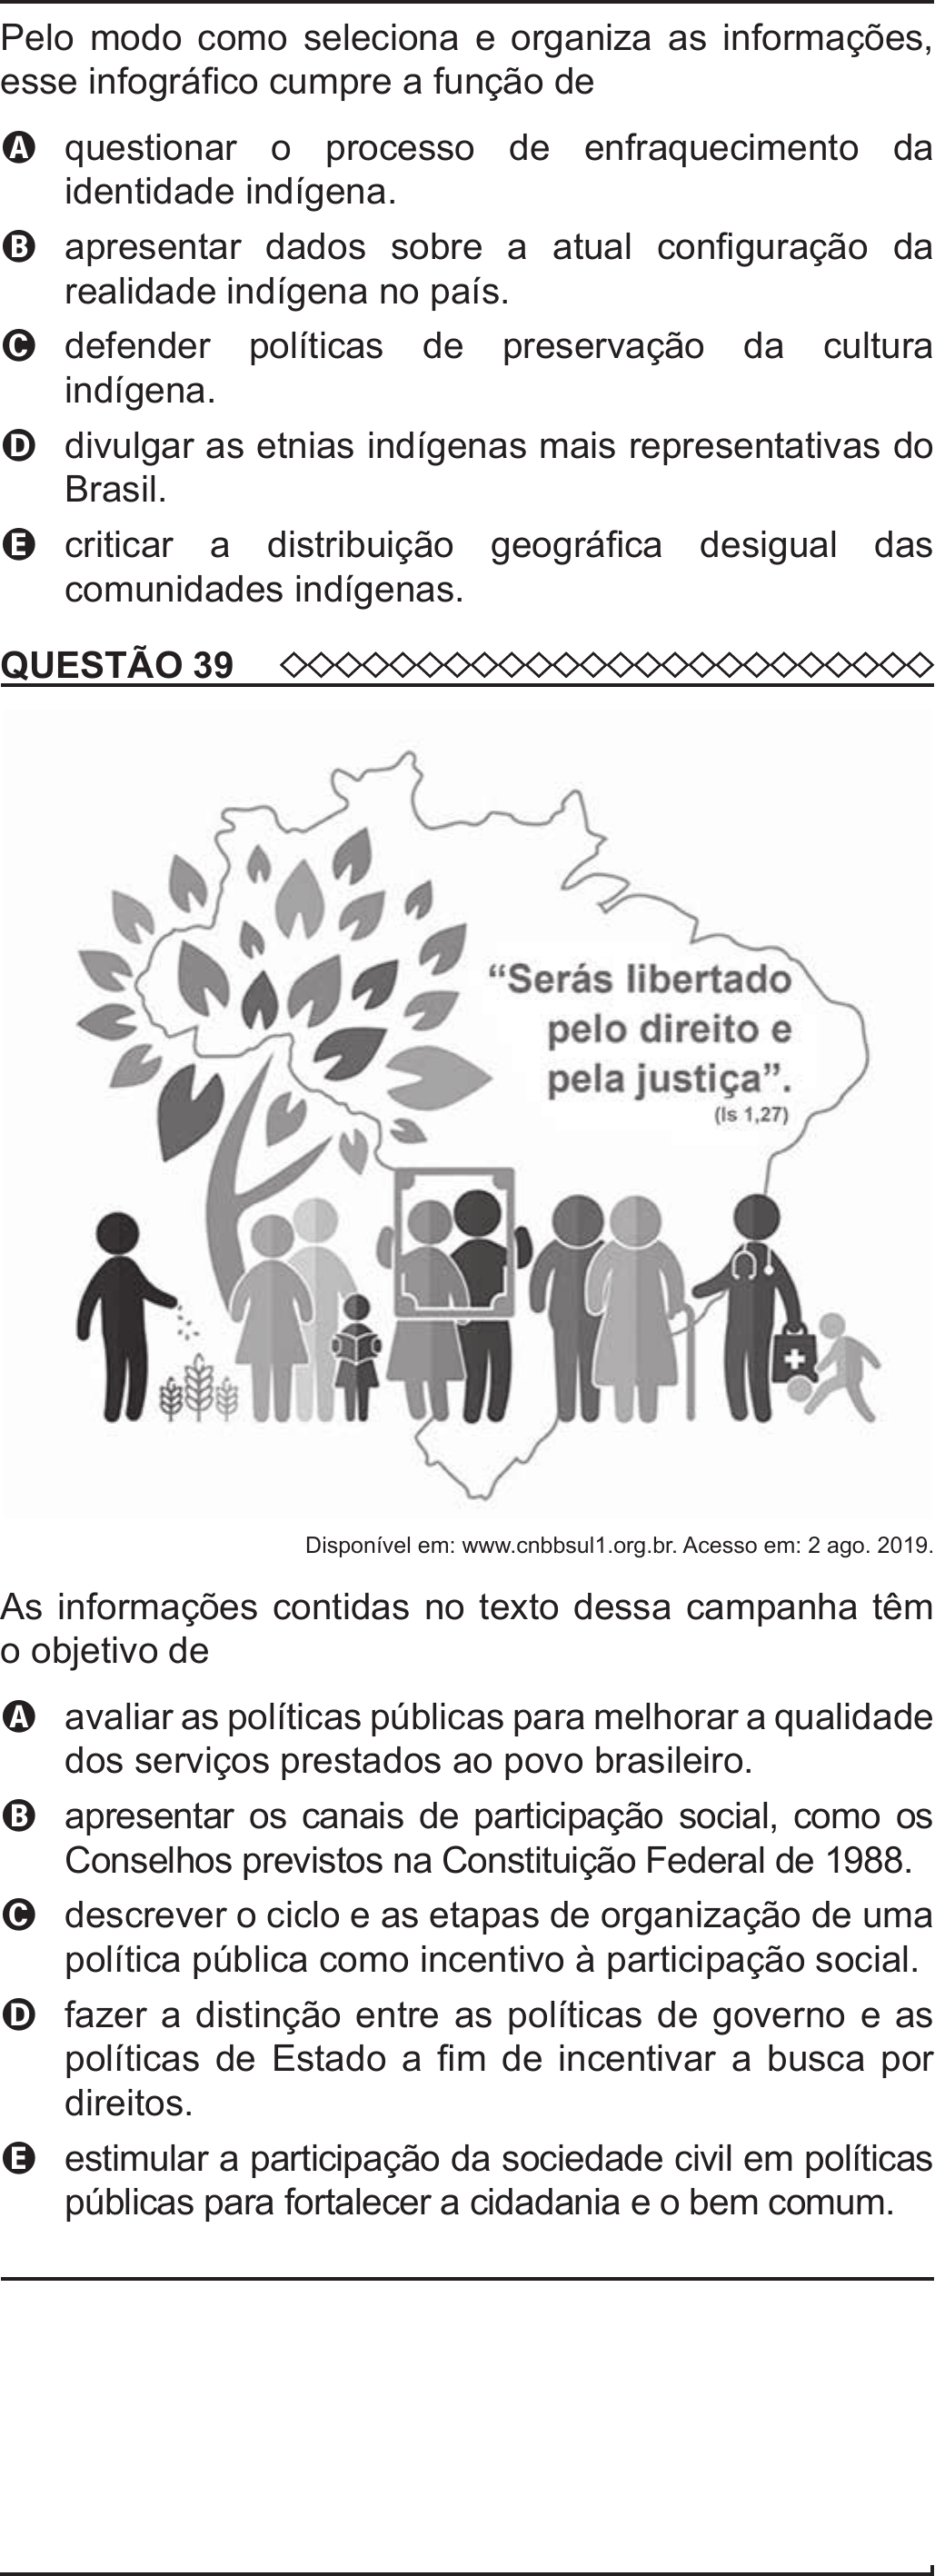 Pelo modo como seleciona e organiza as informações,
esse infográfico cumpre a função de
A questionar o processo de enfraquecimento da
identidade indígena.
B apresentar dados sobre a atual configuração da
realidade indígena no país.
C defender políticas de preservação da cultura
indígena.
D divulgar as etnias indígenas mais representativas do
Brasil.
E criticar a distribuição geográfica desigual das
comunidades indígenas.
QUESTÃO 39
“Serás libertado
pelo direito e
pela justiça”.
(Is 1,27)
Disponível em: www.cnbbsul1.org.br. Acesso em: 2 ago. 2019.
As informações contidas no texto dessa campanha têm
o objetivo de
A avaliar as políticas públicas para melhorar a qualidade
dos serviços prestados ao povo brasileiro.
B apresentar os canais de participação social, como os
Conselhos previstos na Constituição Federal de 1988.
C descrever o ciclo e as etapas de organização de uma
política pública como incentivo à participação social.
D fazer a distinção entre as políticas de governo e as
políticas de Estado a fim de incentivar a busca por
direitos.
E estimular a participação da sociedade civil em políticas
públicas para fortalecer a cidadania e o bem comum.